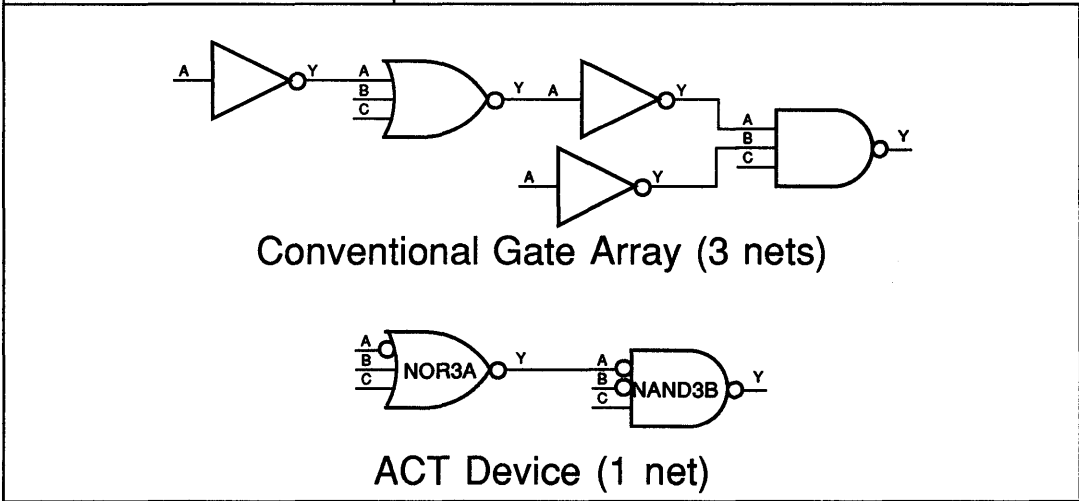 A Y A B C Y A Y A B C Y
A Y
Conventional Gate Array (3 nets)
A B C NOR3A Y A B C NAND3B Y
ACT Device (1 net)